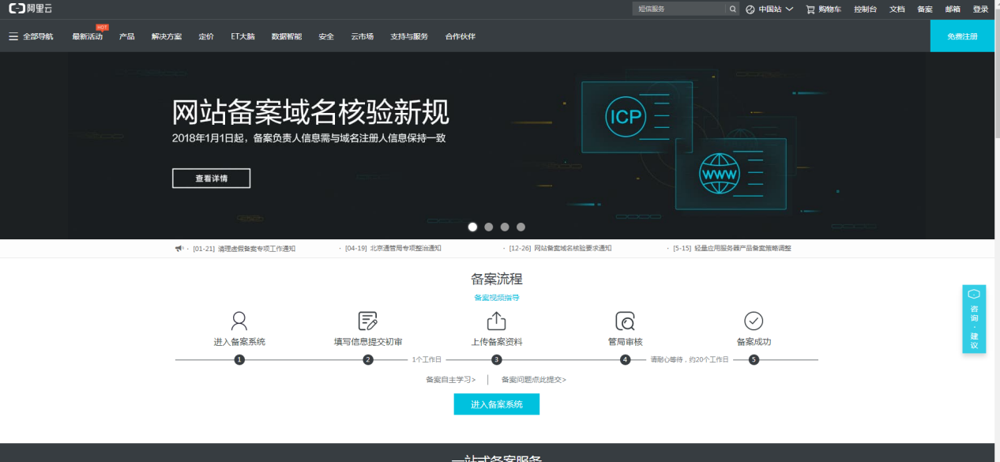 阿里云
短信服务
中国站
购物车
控制台
文档
备案
邮箱
登录
HOT
全部导航
最新活动
产品
解决方案
定价
ET大脑
数据智能
安全
云市场
支持与服务
合作伙伴
免费注册
网站备案域名核验新规
2018年1月1日起，备案负责人信息需与域名注册人信息保持一致
查看详情
ICP
WWW
· [01-21] 清理虚假备案专项工作通知
· [04-19] 北京通管局专项整治通知
· [12-26] 网站备案域名核验要求通知
· [5-15] 轻量应用服务器产品备案策略调整
备案流程
备案视频指导
进入备案系统
填写信息提交初审
上传备案资料
管局审核
备案成功
1
2
1个工作日
3
4
请耐心等待，约20个工作日
5
备案自主学习>
备案问题点此提交>
进入备案系统
咨询·建议
一站式备案服务